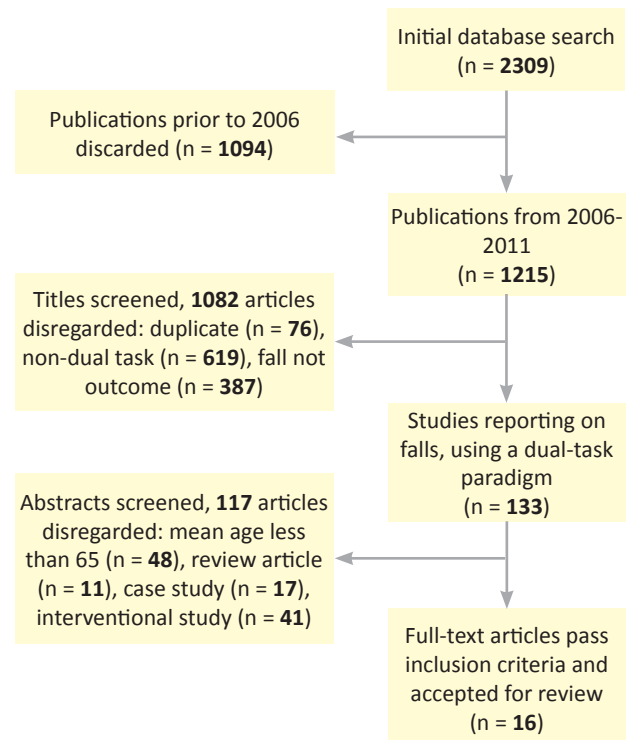 Initial database search
(n = 2309)
Publications prior to 2006
discarded (n = 1094)
Publications from 2006-
2011
(n = 1215)
Titles screened, 1082 articles
disregarded: duplicate (n = 76),
non-dual task (n = 619), fall not
outcome (n = 387)
Studies reporting on
falls, using a dual-task
paradigm
(n = 133)
Abstracts screened, 117 articles
disregarded: mean age less
than 65 (n = 48), review article
(n = 11), case study (n = 17),
interventional study (n = 41)
Full-text articles pass
inclusion criteria and
accepted for review
(n = 16)